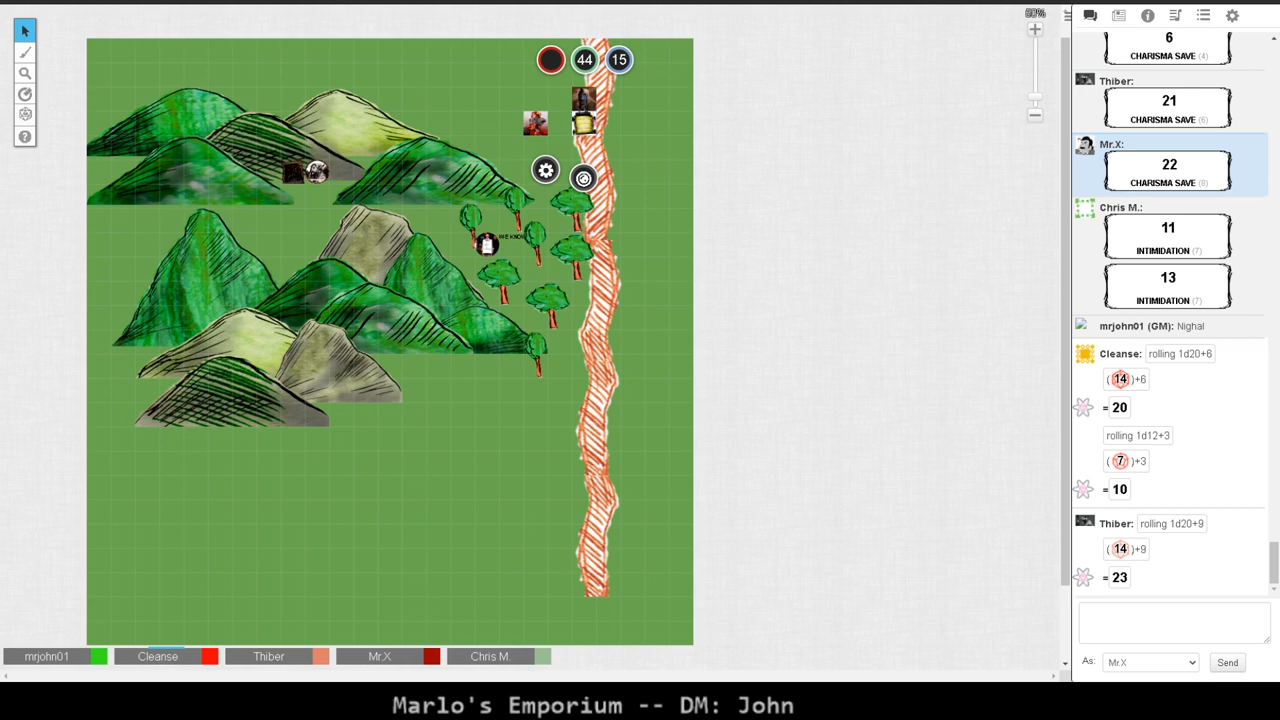 80%
44 15
WE KNOW
6
CHARISMA SAVE (4)
Thiber:
21
CHARISMA SAVE (6)
Mr.X:
22
CHARISMA SAVE (8)
Chris M.:
11
INTIMIDATION (7)
13
INTIMIDATION (7)
mrjohn01 (GM): Nighal
Cleanse: rolling 1d20+6
(14)+6
= 20
rolling 1d12+3
(7)+3
= 10
Thiber: rolling 1d20+9
(14)+9
= 23
As: Mr.X Send
mrjohn01 Cleanse Thiber Mr.X Chris M.
Marlo's Emporium -- DM: John